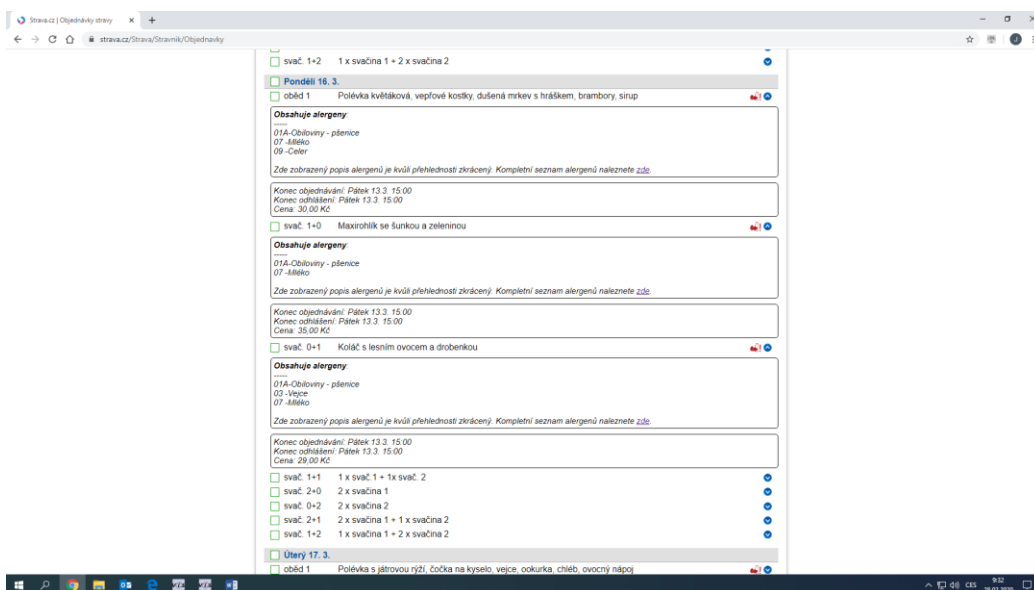 Strava.cz | Objednávky stravy
strava.cz/Strava/Stravnik/Objednavky
svač. 1+2 1 x svačina 1 + 2 x svačina 2
Pondělí 16. 3.
oběd 1 Polévka květáková, vepřové kostky, dušená mrkev s hráškem, brambory, sirup
Obsahuje alergeny:
-----
01A-Obiloviny - pšenice
07 -Mléko
09 -Celer
Zde zobrazený popis alergenů je kvůli přehlednosti zkrácený. Kompletní seznam alergenů naleznete zde.
Konec objednávání: Pátek 13.3. 15:00
Konec odhlášení: Pátek 13.3. 15:00
Cena: 30,00 Kč
svač. 1+0 Maxirohlík se šunkou a zeleninou
Obsahuje alergeny:
-----
01A-Obiloviny - pšenice
07 -Mléko
Zde zobrazený popis alergenů je kvůli přehlednosti zkrácený. Kompletní seznam alergenů naleznete zde.
Konec objednávání: Pátek 13.3. 15:00
Konec odhlášení: Pátek 13.3. 15:00
Cena: 35,00 Kč
svač. 0+1 Koláč s lesním ovocem a drobenkou
Obsahuje alergeny:
-----
01A-Obiloviny - pšenice
03 -Vejce
07 -Mléko
Zde zobrazený popis alergenů je kvůli přehlednosti zkrácený. Kompletní seznam alergenů naleznete zde.
Konec objednávání: Pátek 13.3. 15:00
Konec odhlášení: Pátek 13.3. 15:00
Cena: 29,00 Kč
svač. 1+1 1 x svač.1 + 1x svač. 2
svač. 2+0 2 x svačina 1
svač. 0+2 2 x svačina 2
svač. 2+1 2 x svačina 1 + 1 x svačina 2
svač. 1+2 1 x svačina 1 + 2 x svačina 2
Úterý 17. 3.
oběd 1 Polévka s játrovou rýží, čočka na kyselo, vejce, ookurka, chléb, ovocný nápoj
CES
9:32